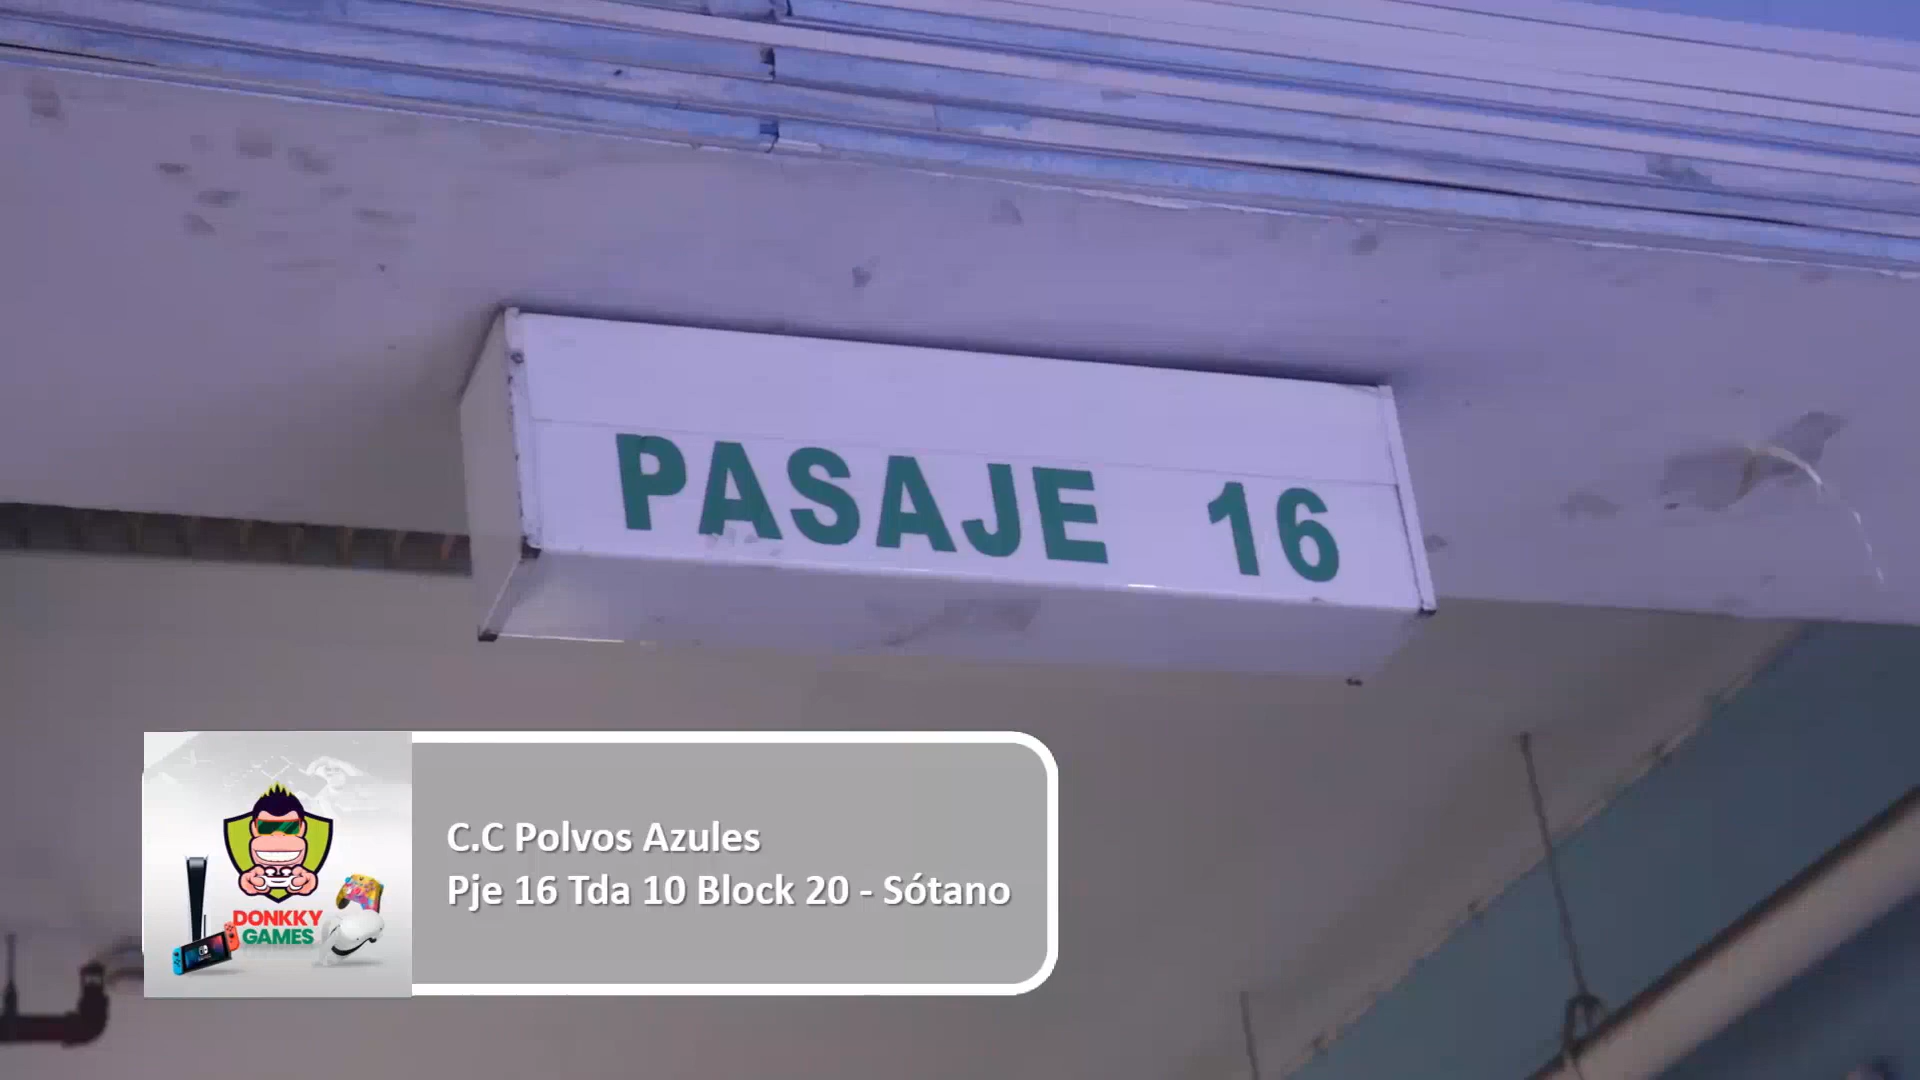 PASAJE 16
C.C Polvos Azules
Pje 16 Tda 10 Block 20 - Sótano
DONKKY
GAMES